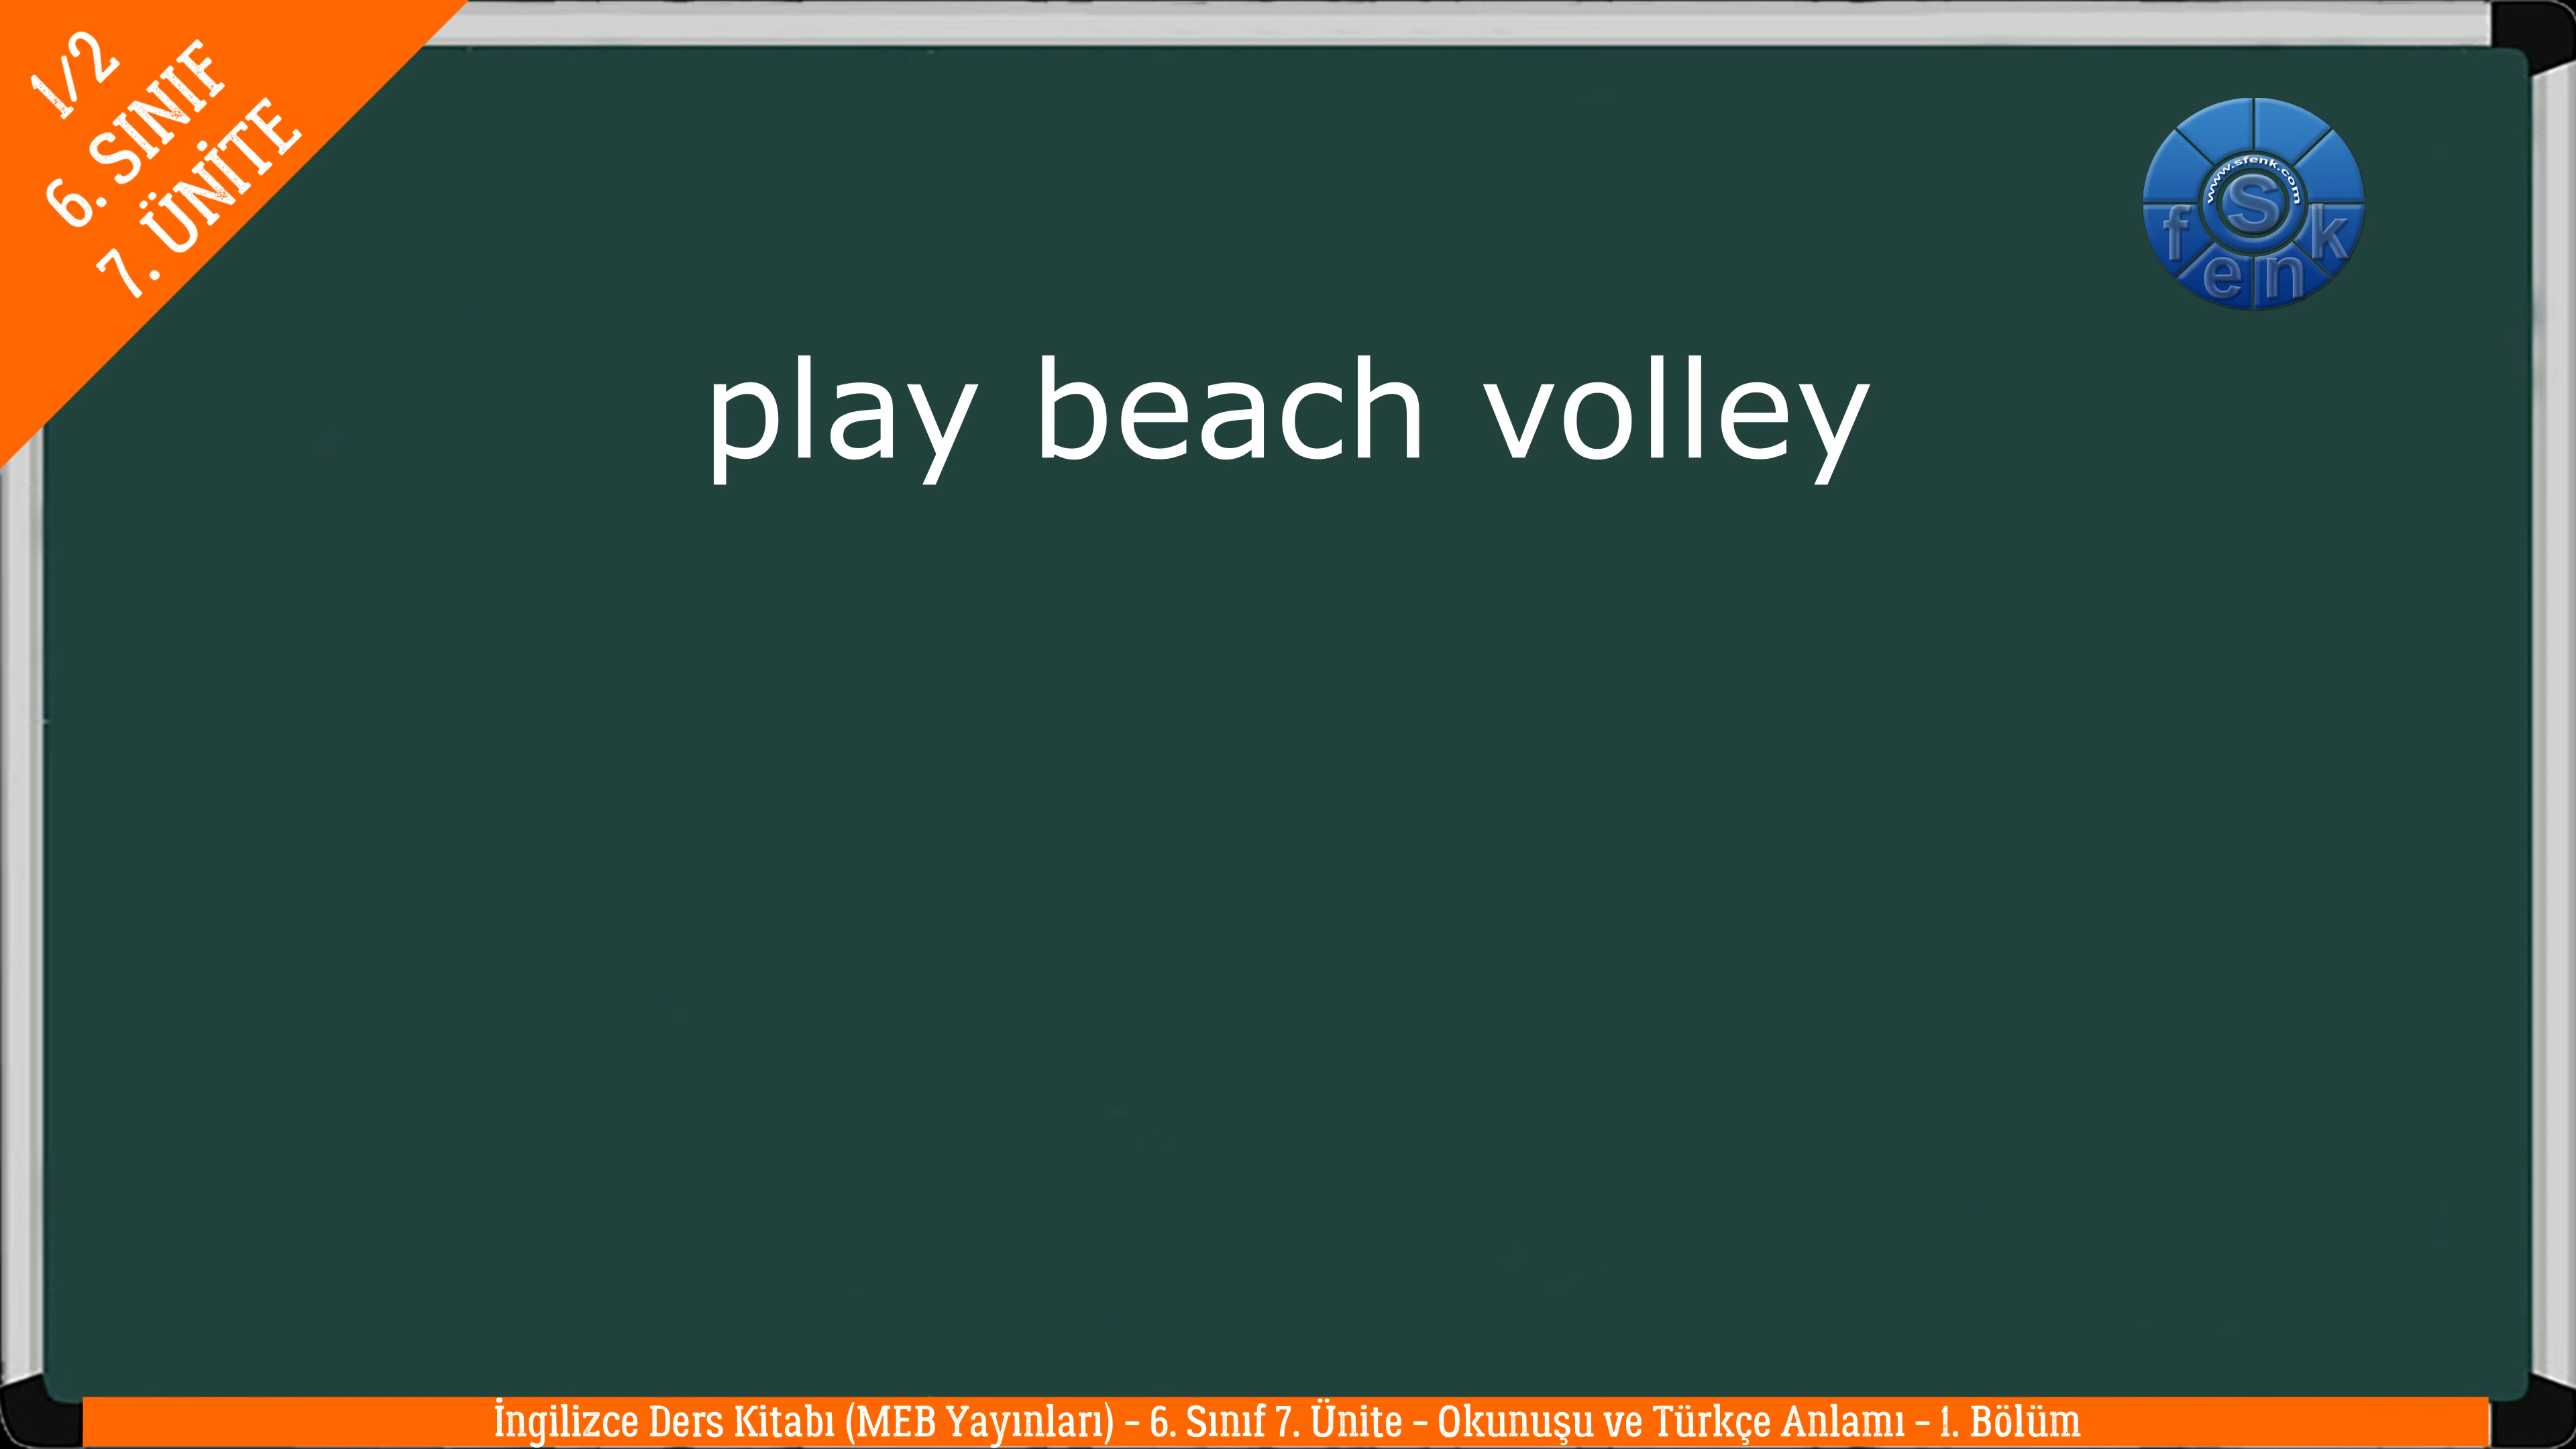 1/2
6. SINIF
7. ÜNİTE
www.sfenk.com
S
f e n k
play beach volley
İngilizce Ders Kitabı (MEB Yayınları) – 6. Sınıf 7. Ünite – Okunuşu ve Türkçe Anlamı – 1. Bölüm